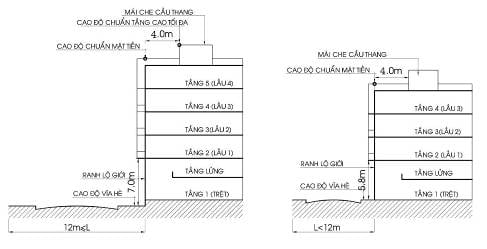 MÁI CHE CẦU THANG
CAO ĐỘ CHUẨN TẦNG CAO TỐI ĐA
4.0m
CAO ĐỘ CHUẨN MẶT TIỀN
TẦNG 5 (LẦU 4)
TẦNG 4 (LẦU 3)
TẦNG 3(LẦU 2)
TẦNG 2 (LẦU 1)
RANH LỘ GIỚI
TẦNG LỬNG
7.0m
CAO ĐỘ VỈA HÈ
TẦNG 1 (TRỆT)
12m≤L
MÁI CHE CẦU THANG
CAO ĐỘ CHUẨN MẶT TIỀN
4.0m
TẦNG 4 (LẦU 3)
TẦNG 3(LẦU 2)
TẦNG 2 (LẦU 1)
RANH LỘ GIỚI
TẦNG LỬNG
5.8m
CAO ĐỘ VỈA HÈ
TẦNG 1 (TRỆT)
L<12m